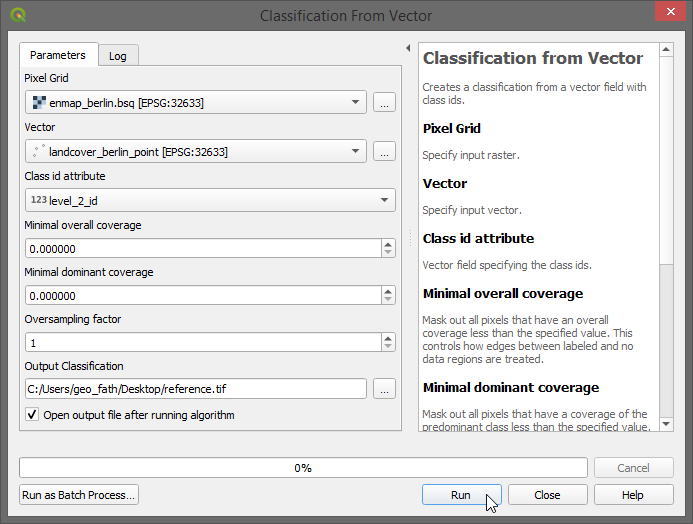 Classification From Vector
Parameters
Log
Pixel Grid
enmap_berlin.bsq [EPSG:32633]
...
Vector
landcover_berlin_point [EPSG:32633]
...
Class id attribute
123 level_2_id
Minimal overall coverage
0.000000
Minimal dominant coverage
0.000000
Oversampling factor
1
Output Classification
C:/Users/geo_fath/Desktop/reference.tif
...
Open output file after running algorithm
Classification from Vector
Creates a classification from a vector field with
class ids.
Pixel Grid
Specify input raster.
Vector
Specify input vector.
Class id attribute
Vector field specifying the class ids.
Minimal overall coverage
Mask out all pixels that have an overall
coverage less than the specified value. This
controls how edges between labeled and no
data regions are treated.
Minimal dominant coverage
Mask out all pixels that have a coverage of the
predominant class less than the specified value.
0%
Cancel
Run as Batch Process...
Run
Close
Help